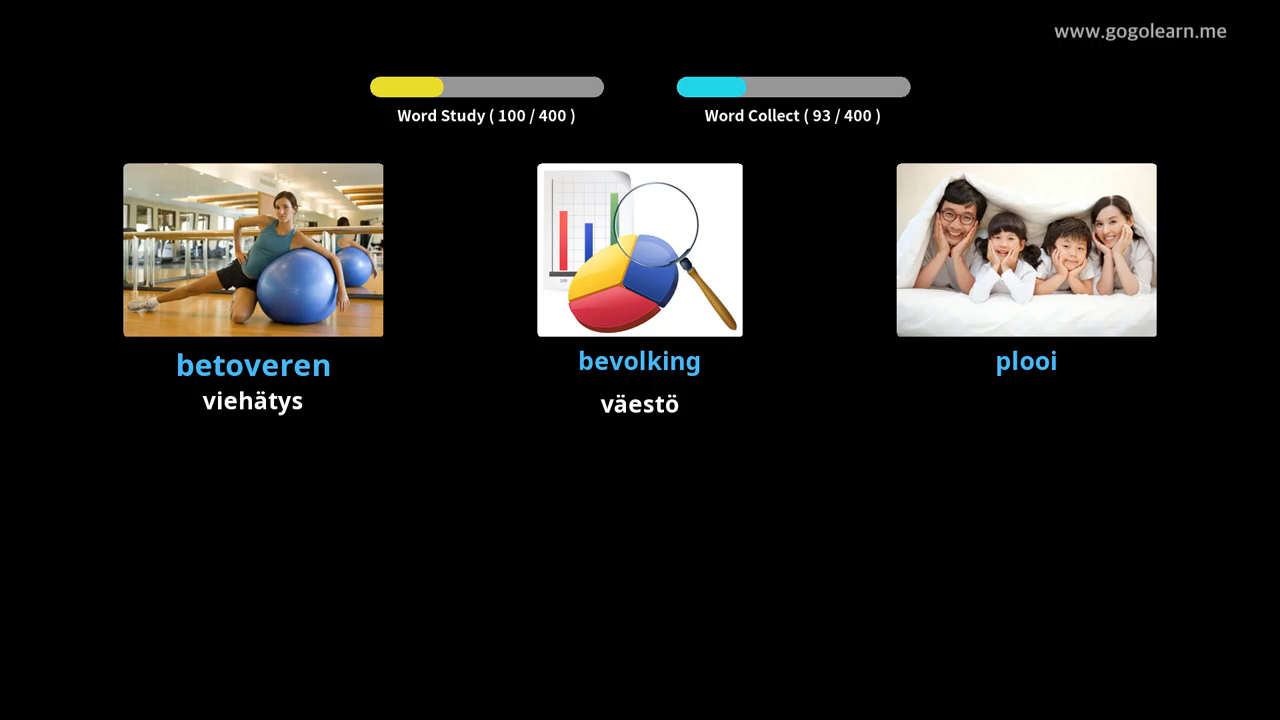 www.gogolearn.me
Word Study ( 100 / 400 )
Word Collect ( 93 / 400 )
betoveren
viehätys
bevolking
väestö
plooi